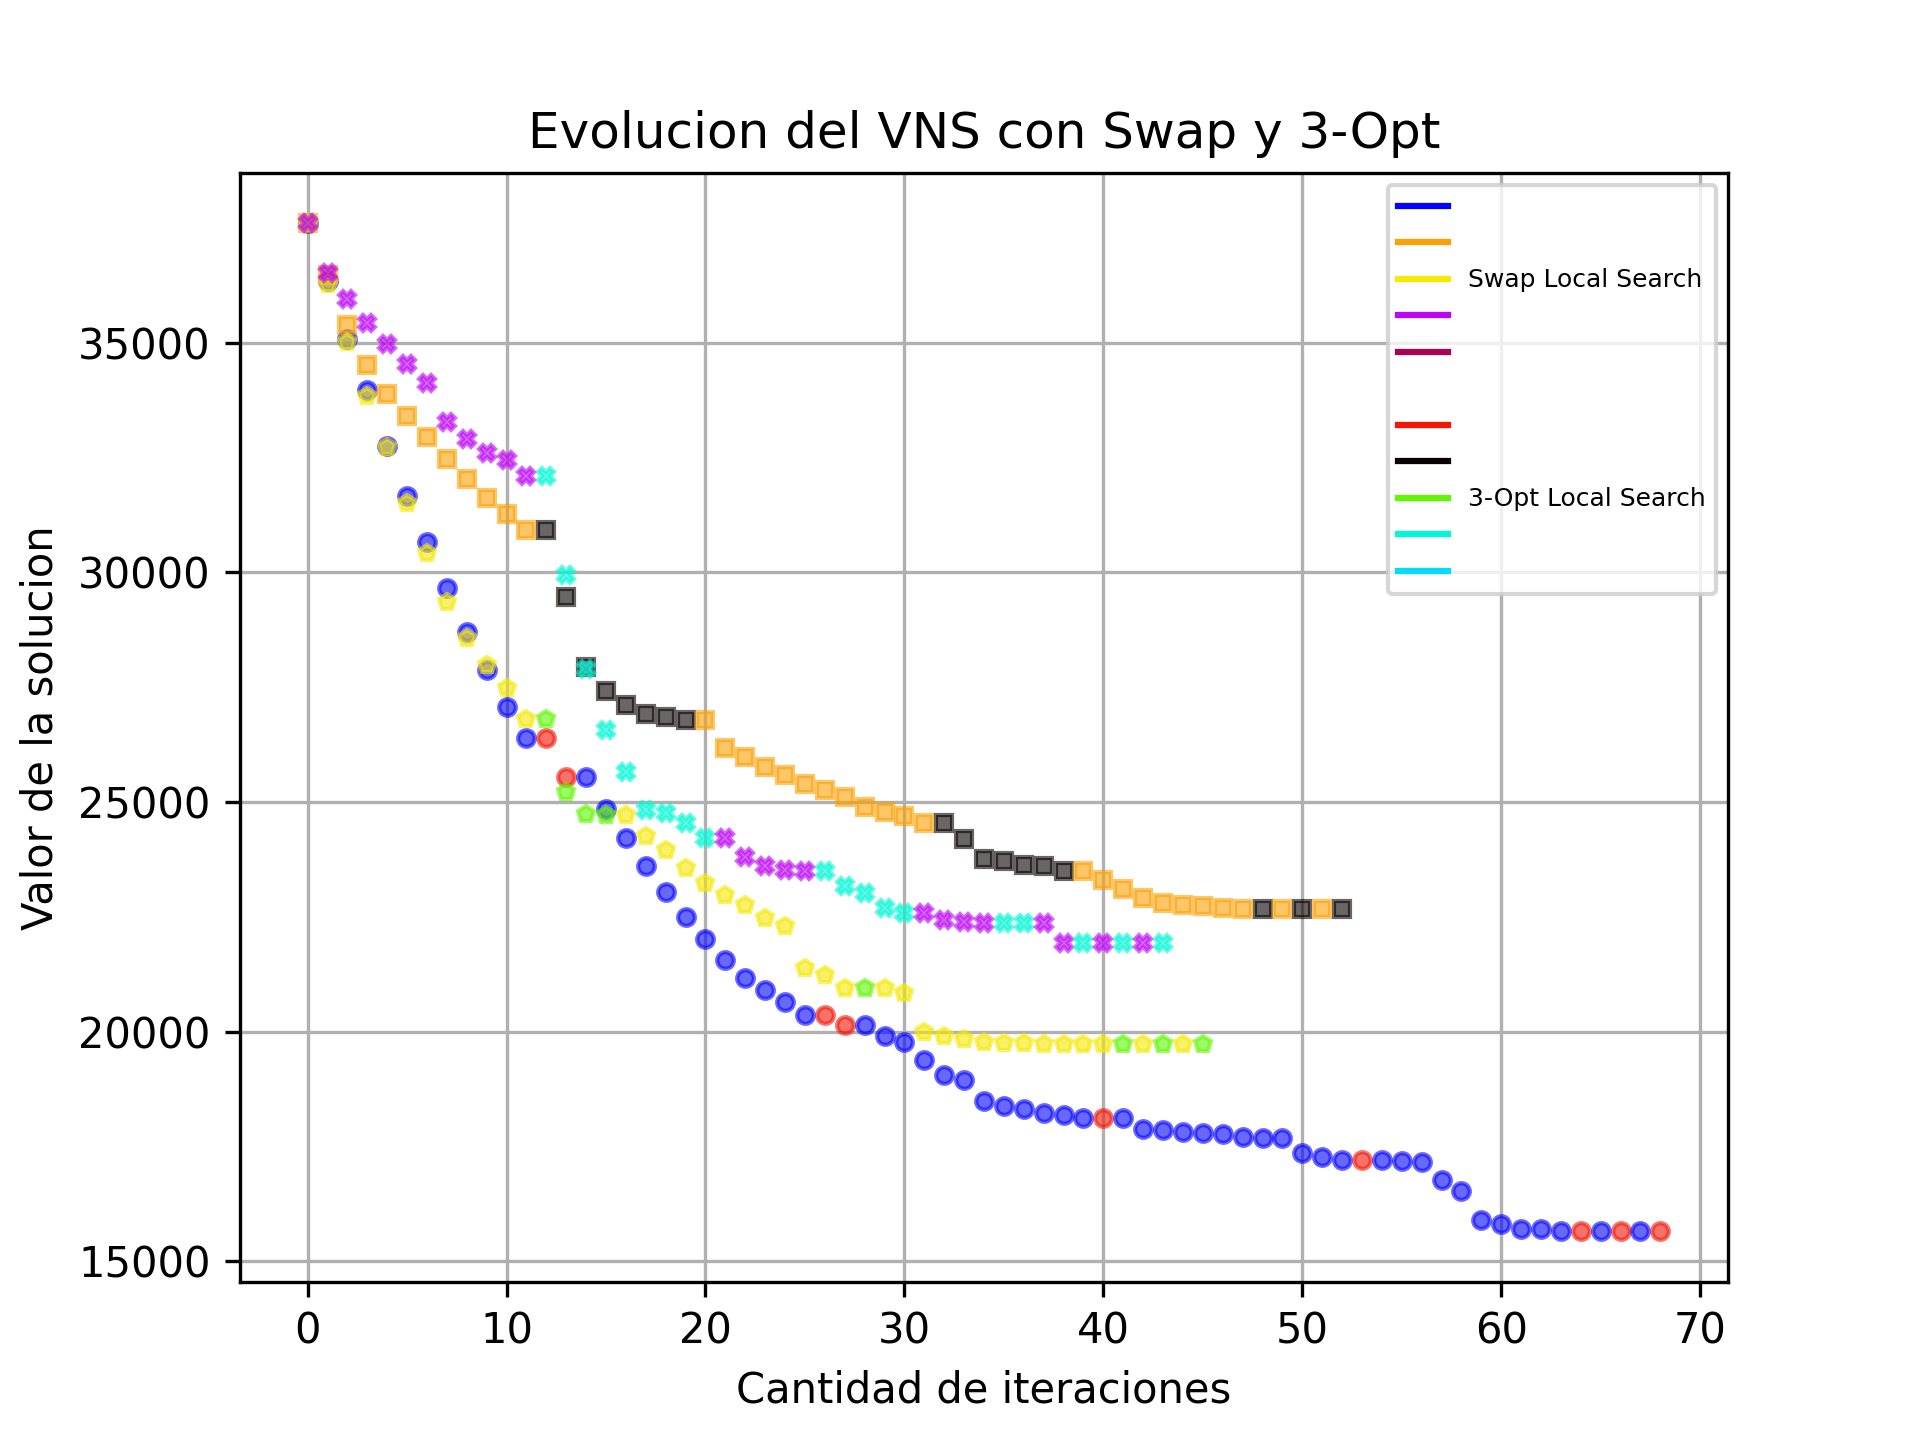 Evolucion del VNS con Swap y 3-Opt
Valor de la solucion
35000
30000
25000
20000
15000
Swap Local Search
3-Opt Local Search
0 10 20 30 40 50 60 70
Cantidad de iteraciones